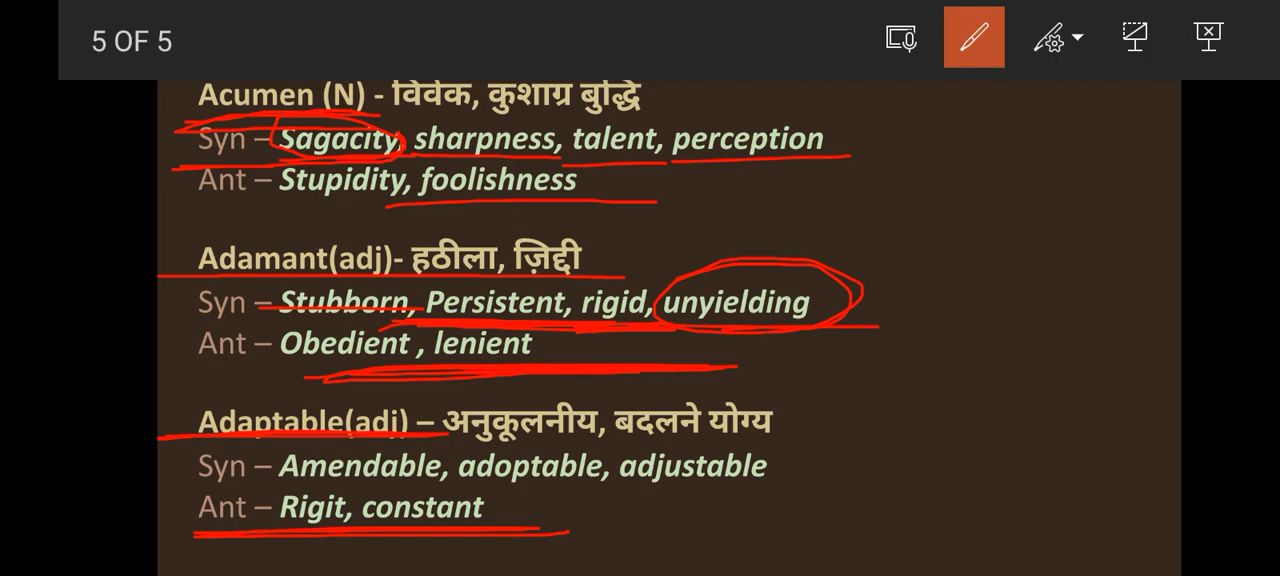 5 OF 5
Acumen (N) - विवेक, कुशाग्र बुद्धि
Syn – Sagacity, sharpness, talent, perception
Ant – Stupidity, foolishness
Adamant(adj)- हठीला, ज़िद्दी
Syn – Stubborn, Persistent, rigid, unyielding
Ant – Obedient , lenient
Adaptable(adj) – अनुकूलनीय, बदलने योग्य
Syn – Amendable, adoptable, adjustable
Ant – Rigit, constant